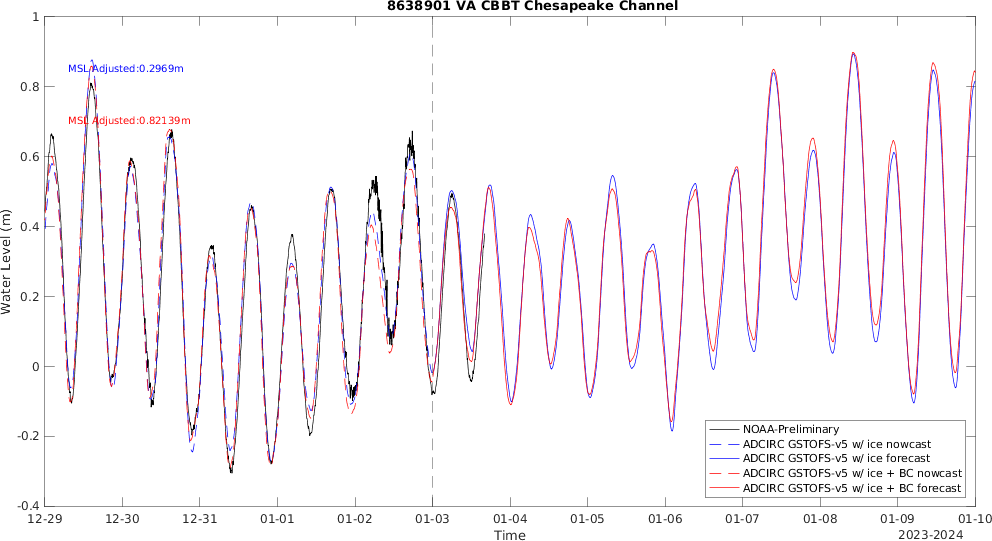 8638901 VA CBBT Chesapeake Channel
MSL Adjusted:0.2969m
MSL Adjusted:0.82139m
Water Level (m)
1
0.8
0.6
0.4
0.2
0
-0.2
-0.4
NOAA-Preliminary
ADCIRC GSTOFS-v5 w/ ice nowcast
ADCIRC GSTOFS-v5 w/ ice forecast
ADCIRC GSTOFS-v5 w/ ice + BC nowcast
ADCIRC GSTOFS-v5 w/ ice + BC forecast
12-29 12-30 12-31 01-01 01-02 01-03 01-04 01-05 01-06 01-07 01-08 01-09 01-10
Time
2023-2024